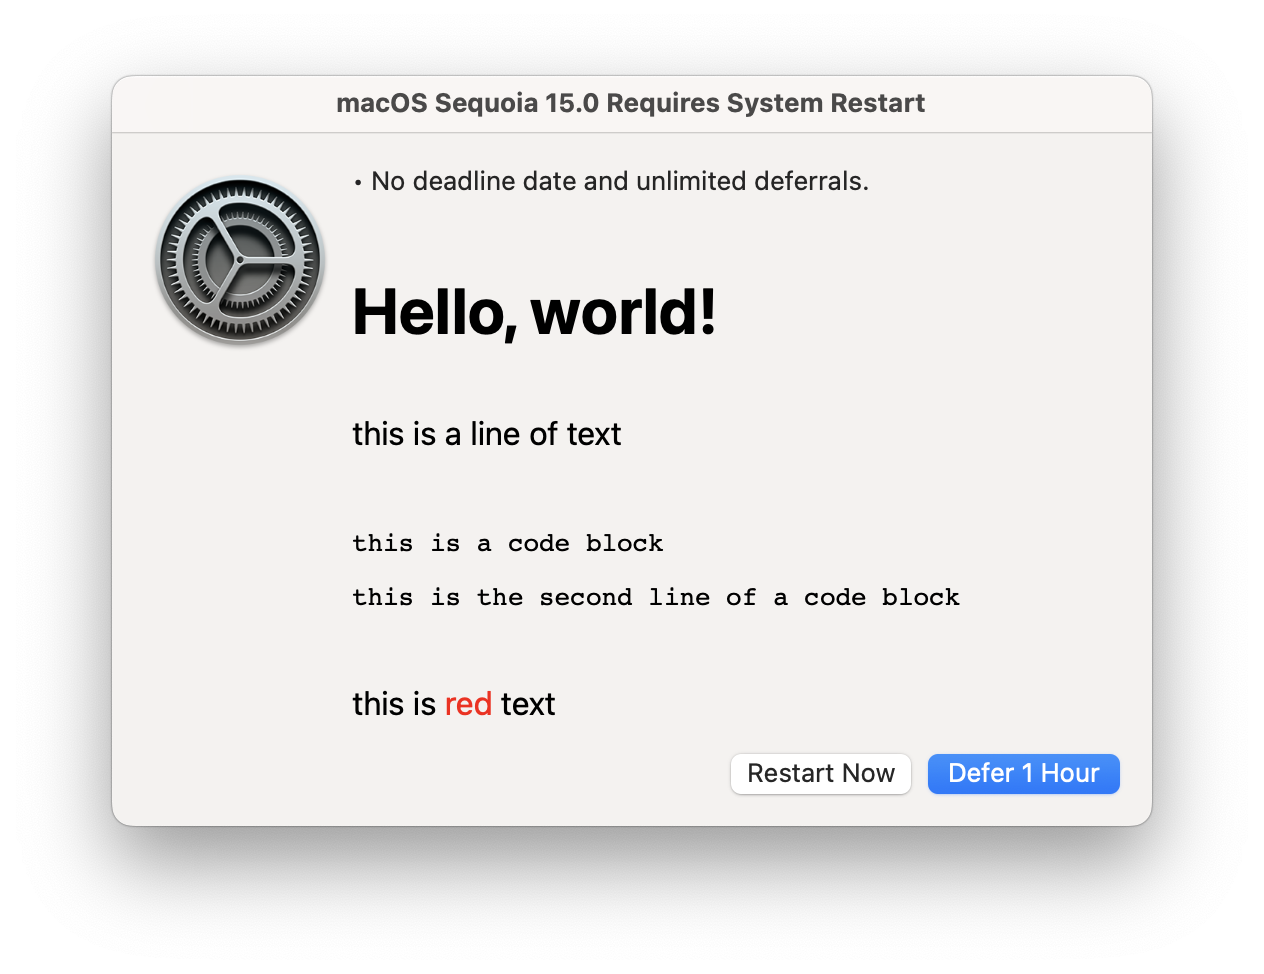 macOS Sequoia 15.0 Requires System Restart
• No deadline date and unlimited deferrals.
Hello, world!
this is a line of text
this is a code block
this is the second line of a code block
this is red text
Restart Now
Defer 1 Hour